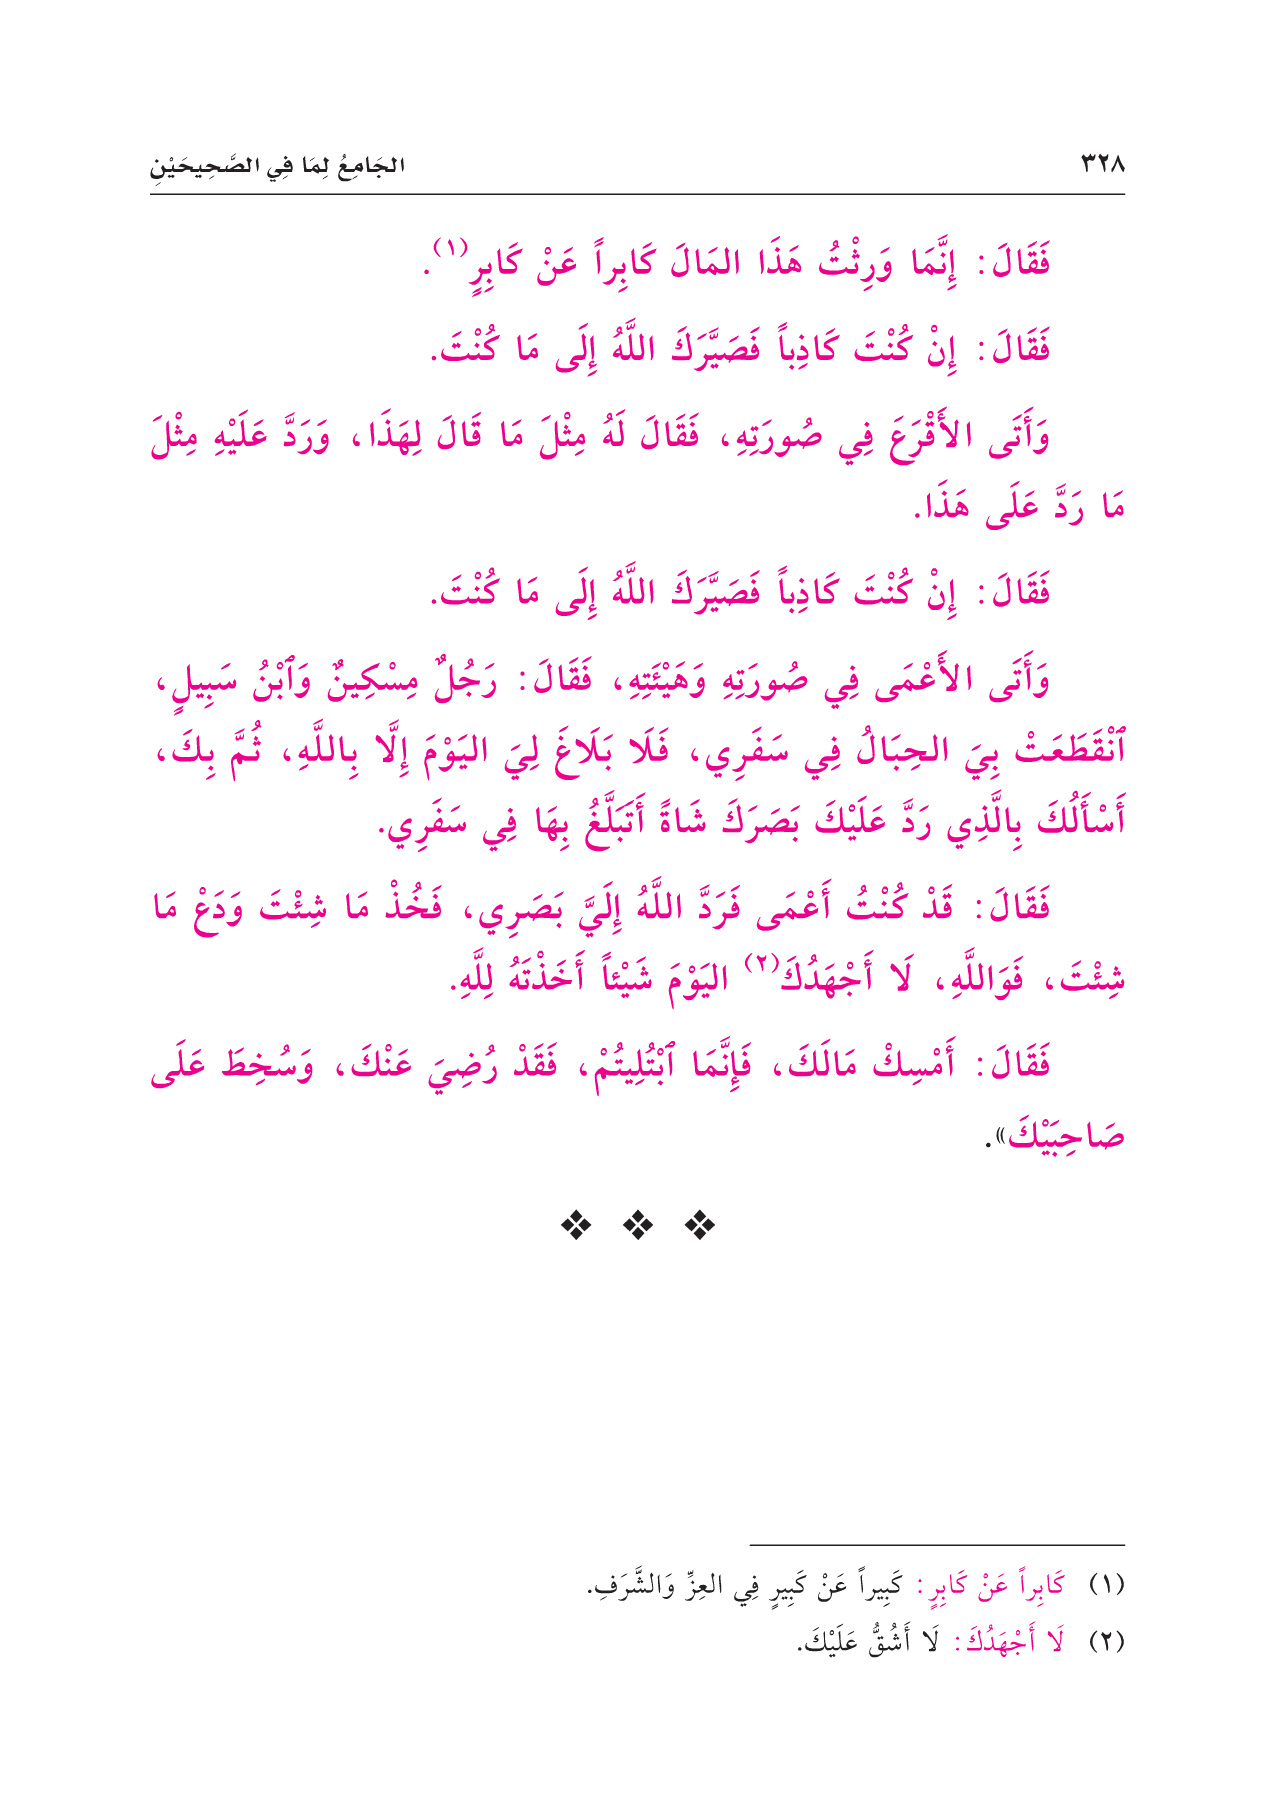 ٣٢٨ الجَامِعُ لِمَا فِي الصَّحِيحَيْنِ
فَقَالَ: إِنَّمَا وَرِثْتُ هَذَا المَالَ كَابِراً عَنْ كَابِرٍ(١).
فَقَالَ: إِنْ كُنْتَ كَاذِباً فَصَيَّرَكَ اللَّهُ إِلَى مَا كُنْتَ.
وَأَتَى الأَقْرَعَ فِي صُورَتِهِ، فَقَالَ لَهُ مِثْلَ مَا قَالَ لِهَذَا، وَرَدَّ عَلَيْهِ مِثْلَ
مَا رَدَّ عَلَى هَذَا.
فَقَالَ: إِنْ كُنْتَ كَاذِباً فَصَيَّرَكَ اللَّهُ إِلَى مَا كُنْتَ.
وَأَتَى الأَعْمَى فِي صُورَتِهِ وَهَيْئَتِهِ، فَقَالَ: رَجُلٌ مِسْكِينٌ وَٱبْنُ سَبِيلٍ،
ٱنْقَطَعَتْ بِيَ الحِبَالُ فِي سَفَرِي، فَلَا بَلَاغَ لِيَ اليَوْمَ إِلَّا بِاللَّهِ، ثُمَّ بِكَ،
أَسْأَلُكَ بِالَّذِي رَدَّ عَلَيْكَ بَصَرَكَ شَاةً أَتَبَلَّغُ بِهَا فِي سَفَرِي.
فَقَالَ: قَدْ كُنْتُ أَعْمَى فَرَدَّ اللَّهُ إِلَيَّ بَصَرِي، فَخُذْ مَا شِئْتَ وَدَعْ مَا
شِئْتَ، فَوَاللَّهِ، لَا أَجْهَدُكَ(٢) اليَوْمَ شَيْئاً أَخَذْتَهُ لِلَّهِ.
فَقَالَ: أَمْسِكْ مَالَكَ، فَإِنَّمَا ٱبْتُلِيتُمْ، فَقَدْ رُضِيَ عَنْكَ، وَسُخِطَ عَلَى
صَاحِبَيْكَ».
(١) كَابِراً عَنْ كَابِرٍ: كَبِيراً عَنْ كَبِيرٍ فِي العِزِّ وَالشَّرَفِ.
(٢) لَا أَجْهَدُكَ: لَا أَشُقُّ عَلَيْكَ.